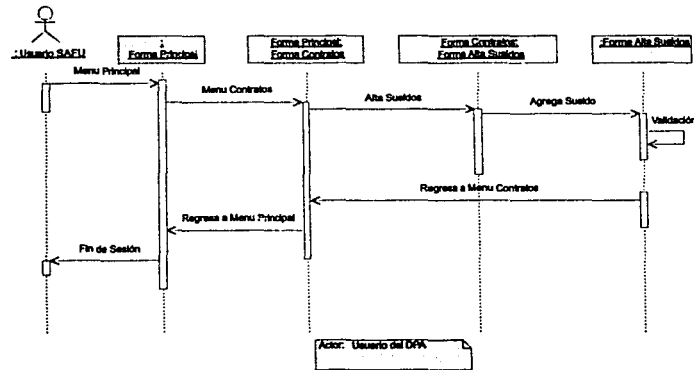 : Usuario SAFU
:
Forma Principal
Forma Principal:
Forma Contratos
Forma Contratos:
Forma Alta Sueldos
:Forma Alta Sueldos
Menu Principal
Menu Contratos
Alta Sueldos
Agrega Sueldo
Validación
Regresa a Menu Contratos
Regresa a Menu Principal
Fin de Sesión
Actor: Usuario del DPA